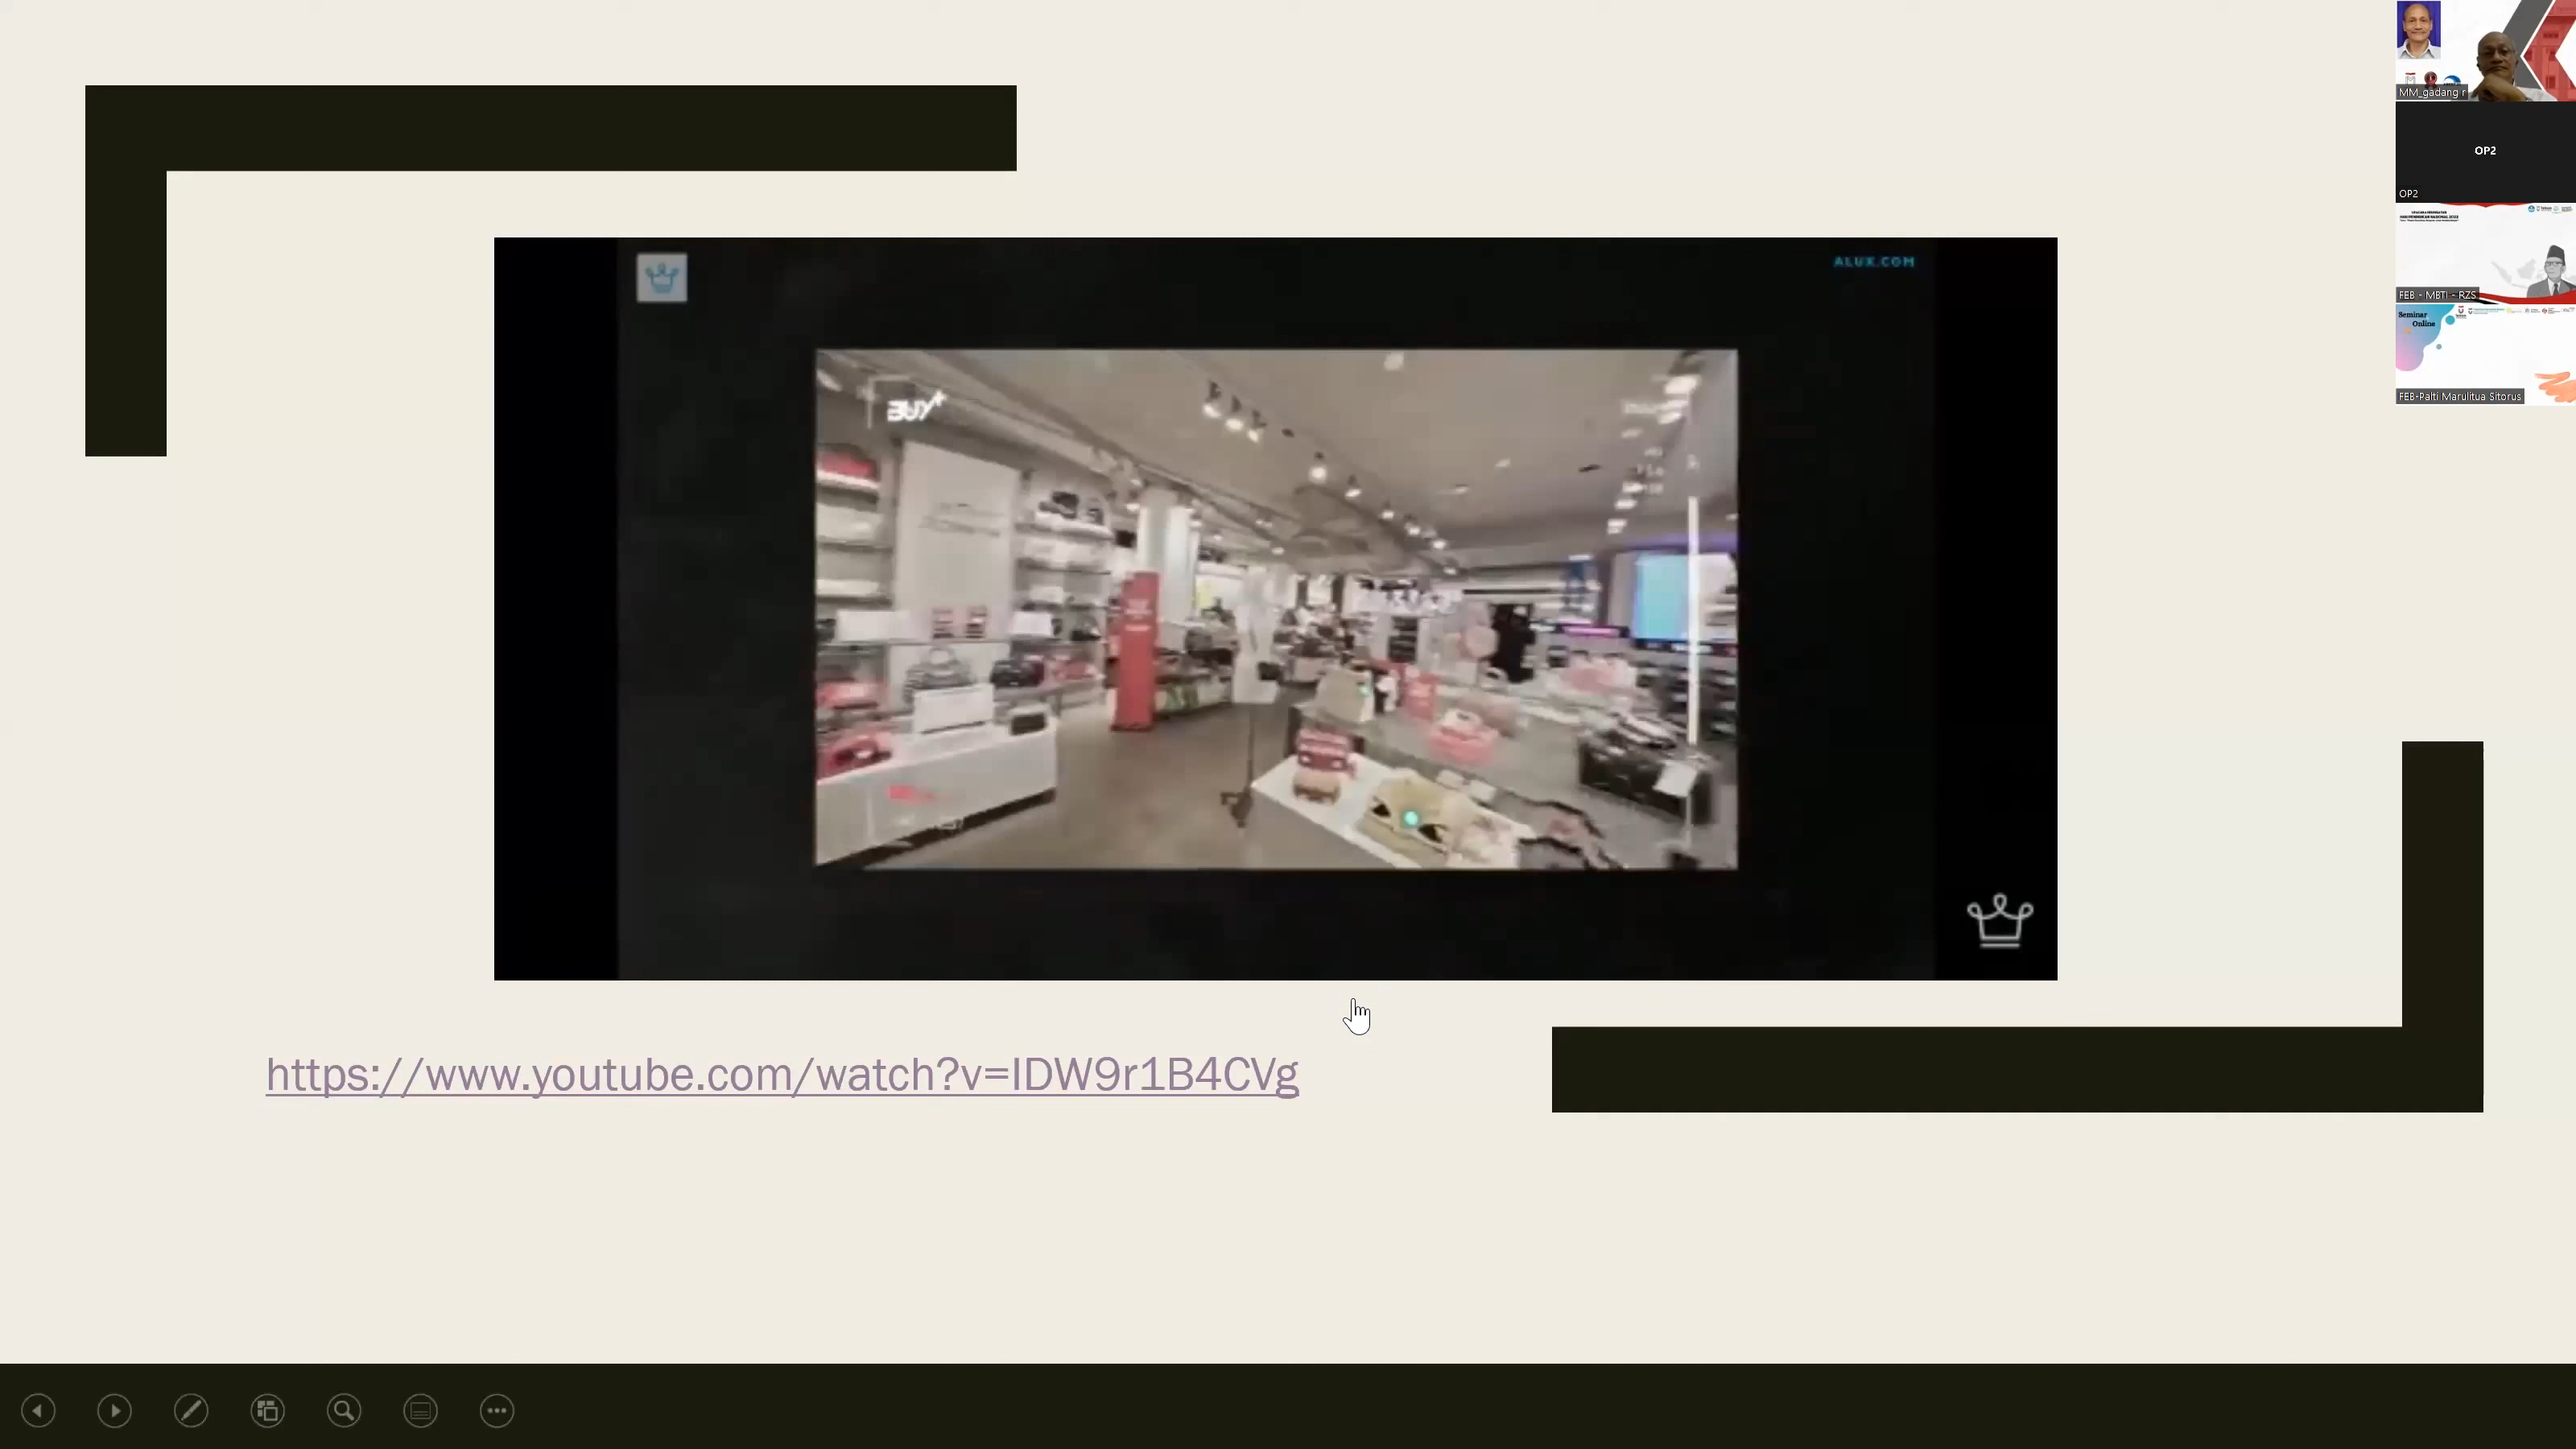 ALUX.COM
BUY+
https://www.youtube.com/watch?v=IDW9r1B4CVg
MM_gadang r
OP2
OP2
FEB - MBTI - RZS
Seminar
Online
FEB-Palti Marulitua Sitorus